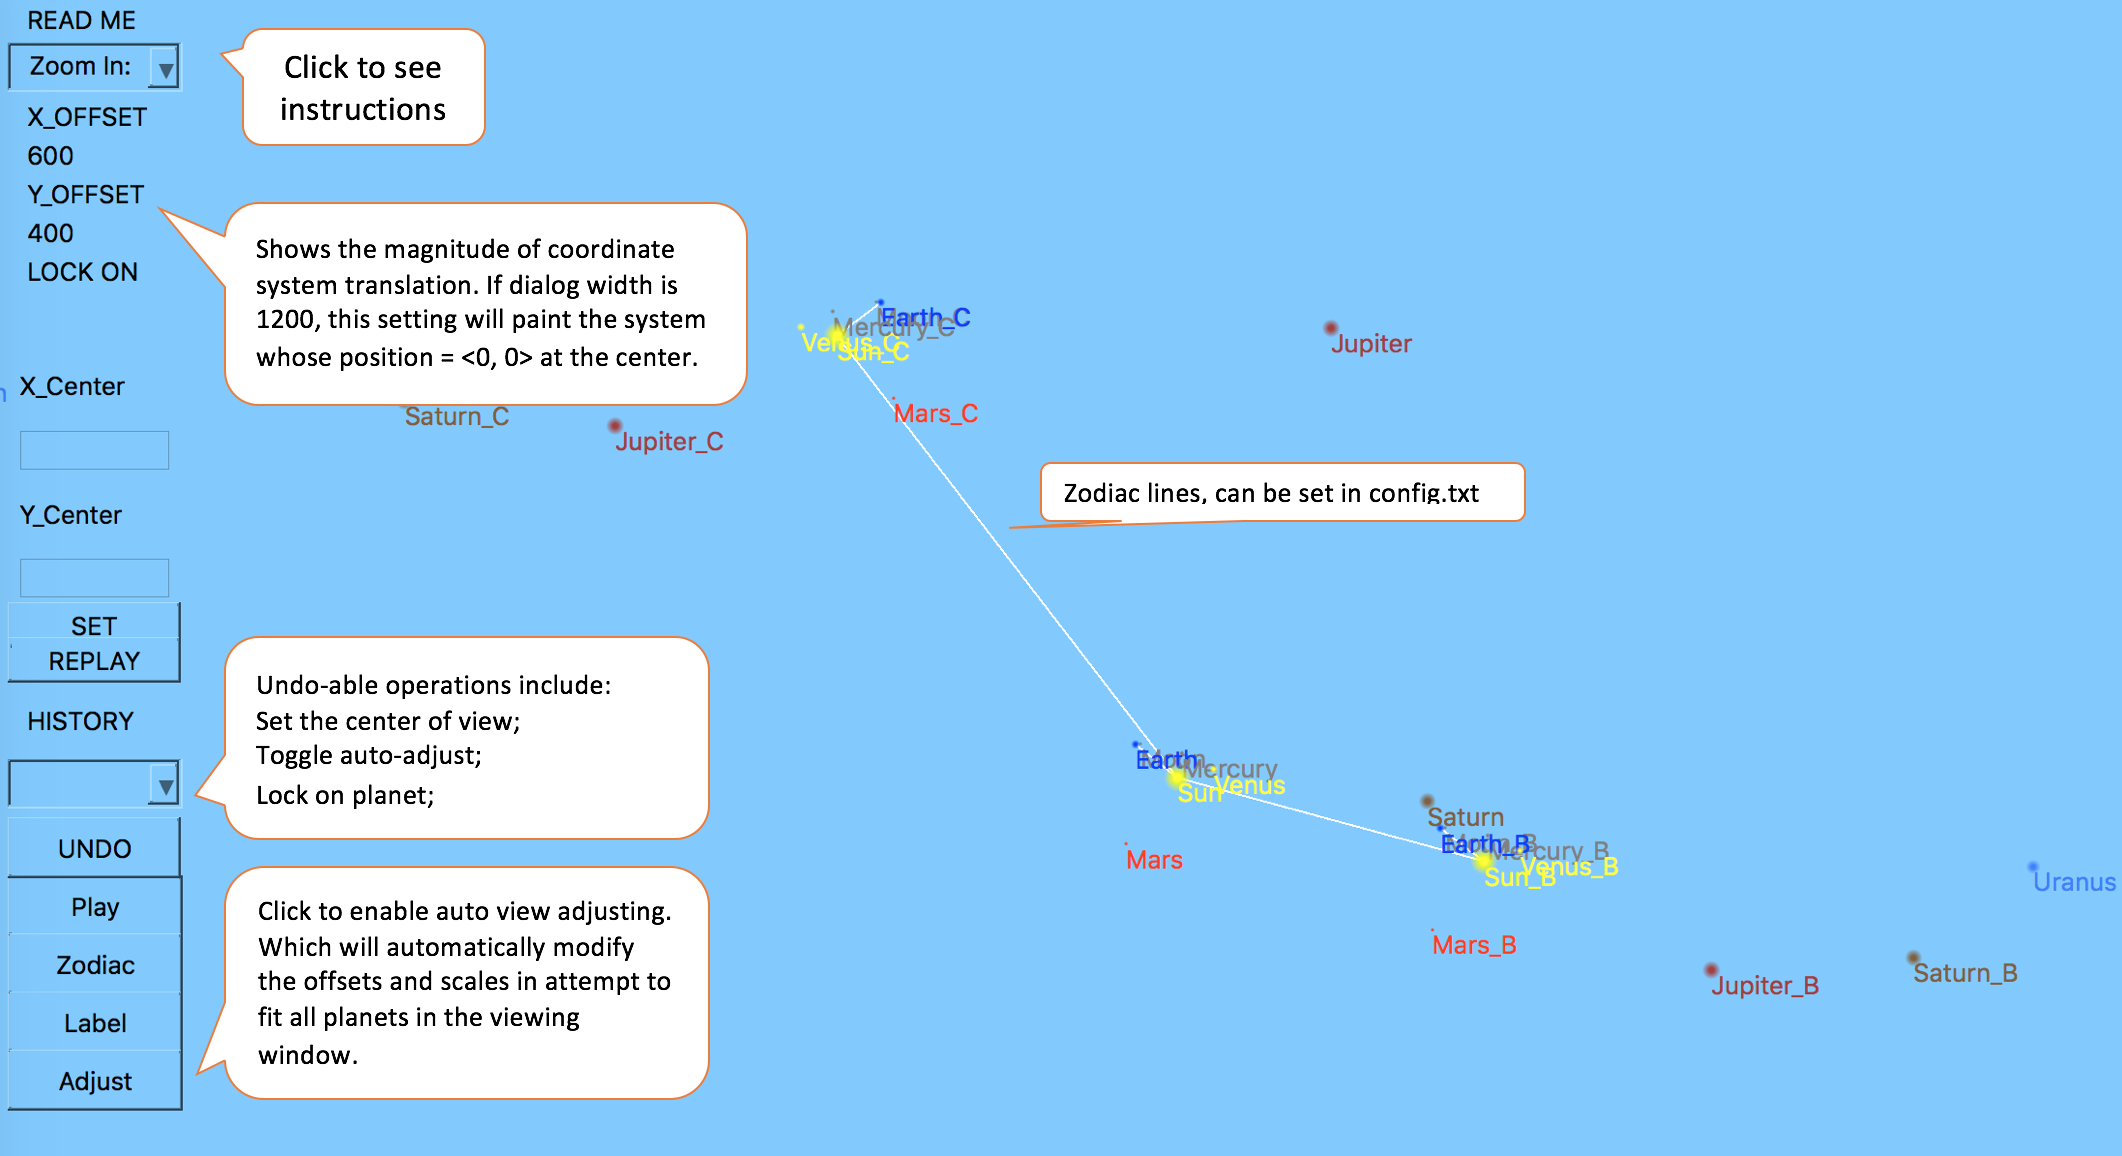 READ ME
Zoom In:
Click to see
instructions
X_OFFSET
600
Y_OFFSET
400
LOCK ON
Shows the magnitude of coordinate
system translation. If dialog width is
1200, this setting will paint the system
whose position = <0, 0> at the center.
Earth_C
Mercury_C
Venus_C
Sun_C
Jupiter
Mars_C
Saturn_C
Jupiter_C
X_Center
Zodiac lines, can be set in config.txt
Y_Center
SET
REPLAY
HISTORY
Undo-able operations include:
Set the center of view;
Toggle auto-adjust;
Lock on planet;
Earth
Mercury
Venus
Sun
Saturn
Earth_B
Mercury_B
Venus_B
Sun_B
Mars
Uranus
Mars_B
Jupiter_B
Saturn_B
UNDO
Play
Zodiac
Label
Adjust
Click to enable auto view adjusting.
Which will automatically modify
the offsets and scales in attempt to
fit all planets in the viewing
window.